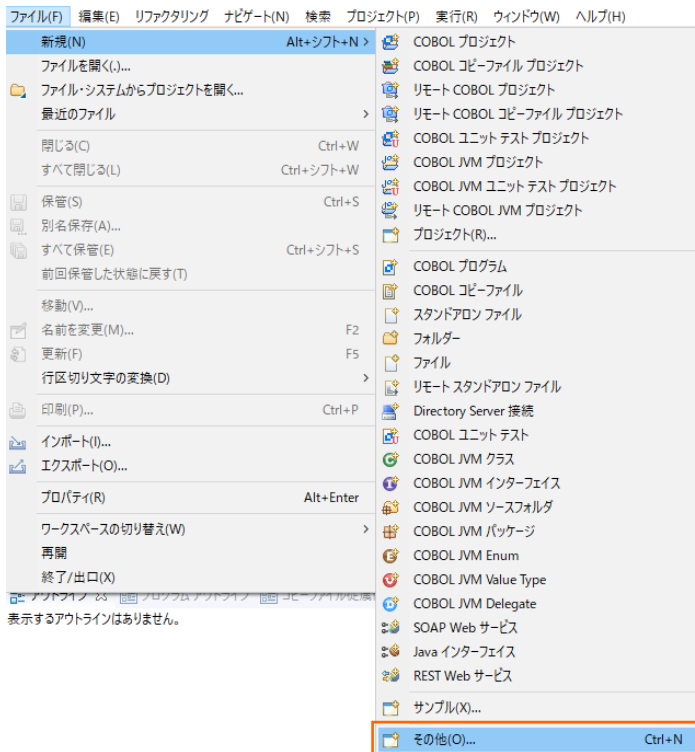 ファイル(F) 編集(E) リファクタリング ナビゲート(N) 検索 プロジェクト(P) 実行(R) ウィンドウ(W) ヘルプ(H)
新規(N) Alt+シフト+N >
ファイルを開く(.)...
ファイル・システムからプロジェクトを開く...
最近のファイル >
閉じる(C) Ctrl+W
すべて閉じる(L) Ctrl+シフト+W
保管(S) Ctrl+S
別名保存(A)...
すべて保管(E) Ctrl+シフト+S
前回保管した状態に戻す(T)
移動(V)...
名前を変更(M)... F2
更新(F) F5
行区切り文字の変換(D) >
印刷(P)... Ctrl+P
インポート(I)...
エクスポート(O)...
プロパティ(R) Alt+Enter
ワークスペースの切り替え(W) >
再開
終了/出口(X)
アウトライン プログラム アウトライン
表示するアウトラインはありません。
COBOL プロジェクト
COBOL コピーファイル プロジェクト
リモート COBOL プロジェクト
リモート COBOL コピーファイル プロジェクト
COBOL ユニット テスト プロジェクト
COBOL JVM プロジェクト
COBOL JVM ユニット テスト プロジェクト
リモート COBOL JVM プロジェクト
プロジェクト(R)...
COBOL プログラム
COBOL コピーファイル
スタンドアロン ファイル
フォルダー
ファイル
リモート スタンドアロン ファイル
Directory Server 接続
COBOL ユニット テスト
COBOL JVM クラス
COBOL JVM インターフェイス
COBOL JVM ソースフォルダ
COBOL JVM パッケージ
COBOL JVM Enum
COBOL JVM Value Type
COBOL JVM Delegate
SOAP Web サービス
Java インターフェイス
REST Web サービス
サンプル(X)...
その他(O)... Ctrl+N